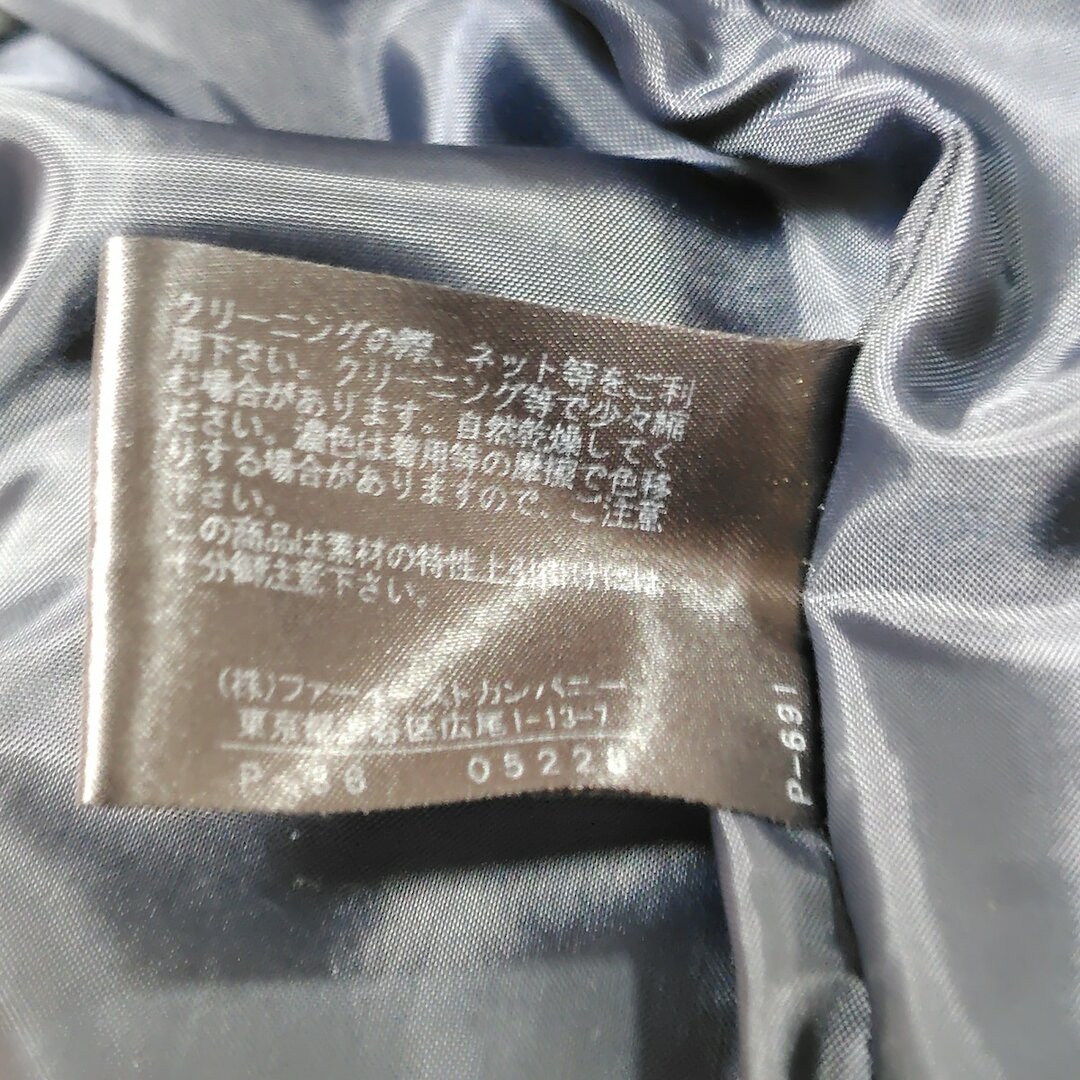 クリーニングの際、ネット等をご利
用下さい。クリーニング等で少々縮
む場合があります。自然乾燥してく
ださい。濃色は着用等の摩擦で色移
りする場合がありますので、ご注意
下さい。
この商品は素材の特性上引掛け
十分御注意下さい。
(株)ファーイーストカンパニー
東京都渋谷区広尾1-13-7
0522
P-691